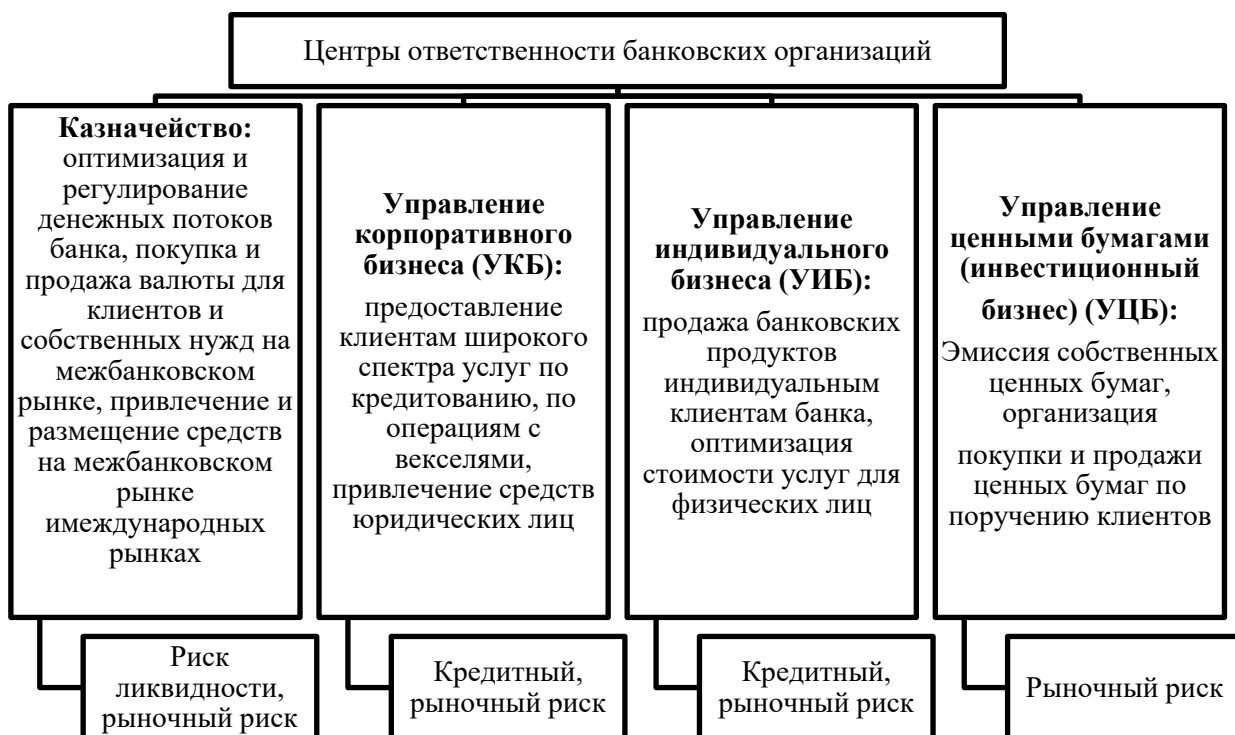 Центры ответственности банковских организаций
Казначейство:
оптимизация и
регулирование
денежных потоков
банка, покупка и
продажа валюты для
клиентов и
собственных нужд на
межбанковском
рынке, привлечение и
размещение средств
на межбанковском
рынке
имеждународных
рынках
Управление
корпоративного
бизнеса (УКБ):
предоставление
клиентам широкого
спектра услуг по
кредитованию, по
операциям с
векселями,
привлечение средств
юридических лиц
Управление
индивидуального
бизнеса (УИБ):
продажа банковских
продуктов
индивидуальным
клиентам банка,
оптимизация
стоимости услуг для
физических лиц
Управление
ценными бумагами
(инвестиционный
бизнес) (УЦБ):
Эмиссия собственных
ценных бумаг,
организация
покупки и продажи
ценных бумаг по
поручению клиентов
Риск
ликвидности,
рыночный риск
Кредитный,
рыночный риск
Кредитный,
рыночный риск
Рыночный риск